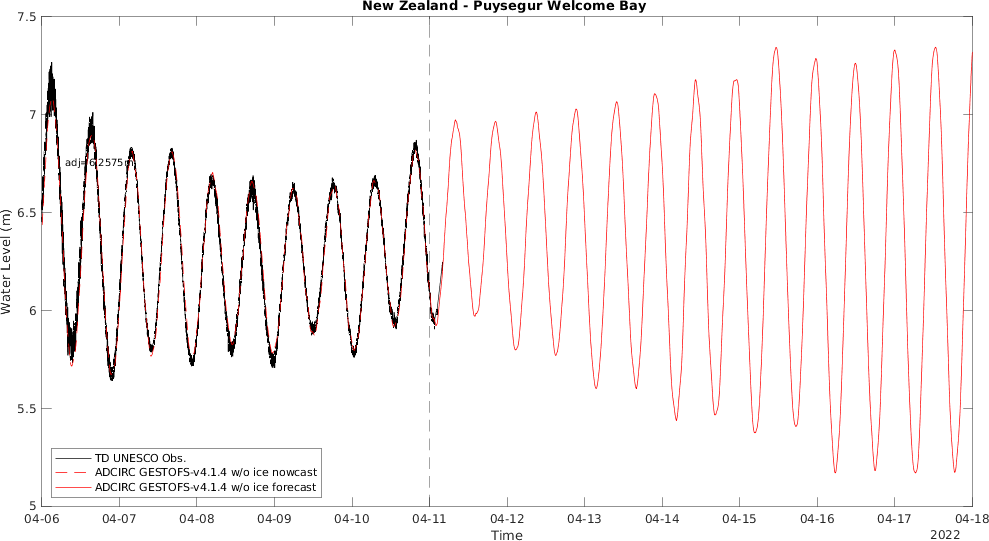 New Zealand - Puysegur Welcome Bay
7.5
7
6.5
6
5.5
5
Water Level (m)
adj=6.2575m
TD UNESCO Obs.
ADCIRC GESTOFS-v4.1.4 w/o ice nowcast
ADCIRC GESTOFS-v4.1.4 w/o ice forecast
04-06 04-07 04-08 04-09 04-10 04-11 04-12 04-13 04-14 04-15 04-16 04-17 04-18
Time
2022